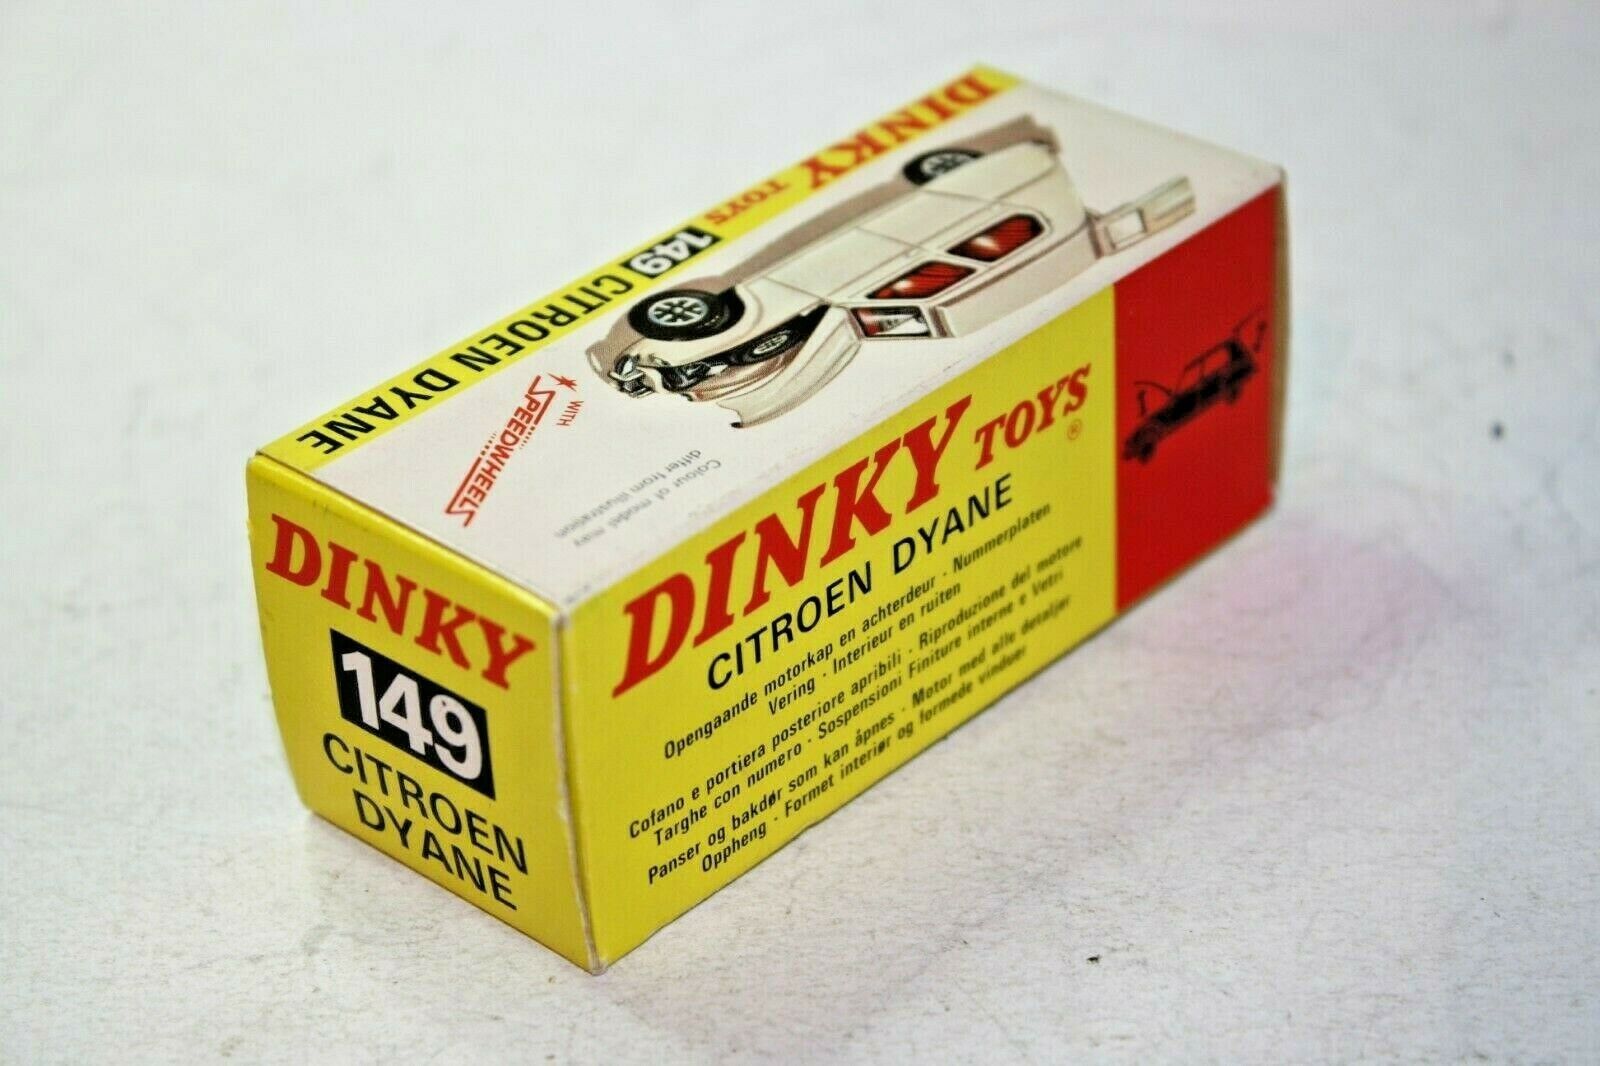 DINKY TOYS
149 CITROEN DYANE
WITH
SPEEDWHEELS
Colour of model may
differ from illustration
DINKY
149
CITROEN
DYANE
DINKY TOYS®
CITROEN DYANE
Opengaande motorkap en achterdeur · Nummerplaten
Vering · Interieur en ruiten
Cofano e portiera posteriore apribili · Riproduzione del motore
Targhe con numero · Sospensioni Finiture interne e Vetri
Panser og bakdør som kan åpnes · Motor med alle detaljer
Oppheng · Formet interiør og formede vinduer